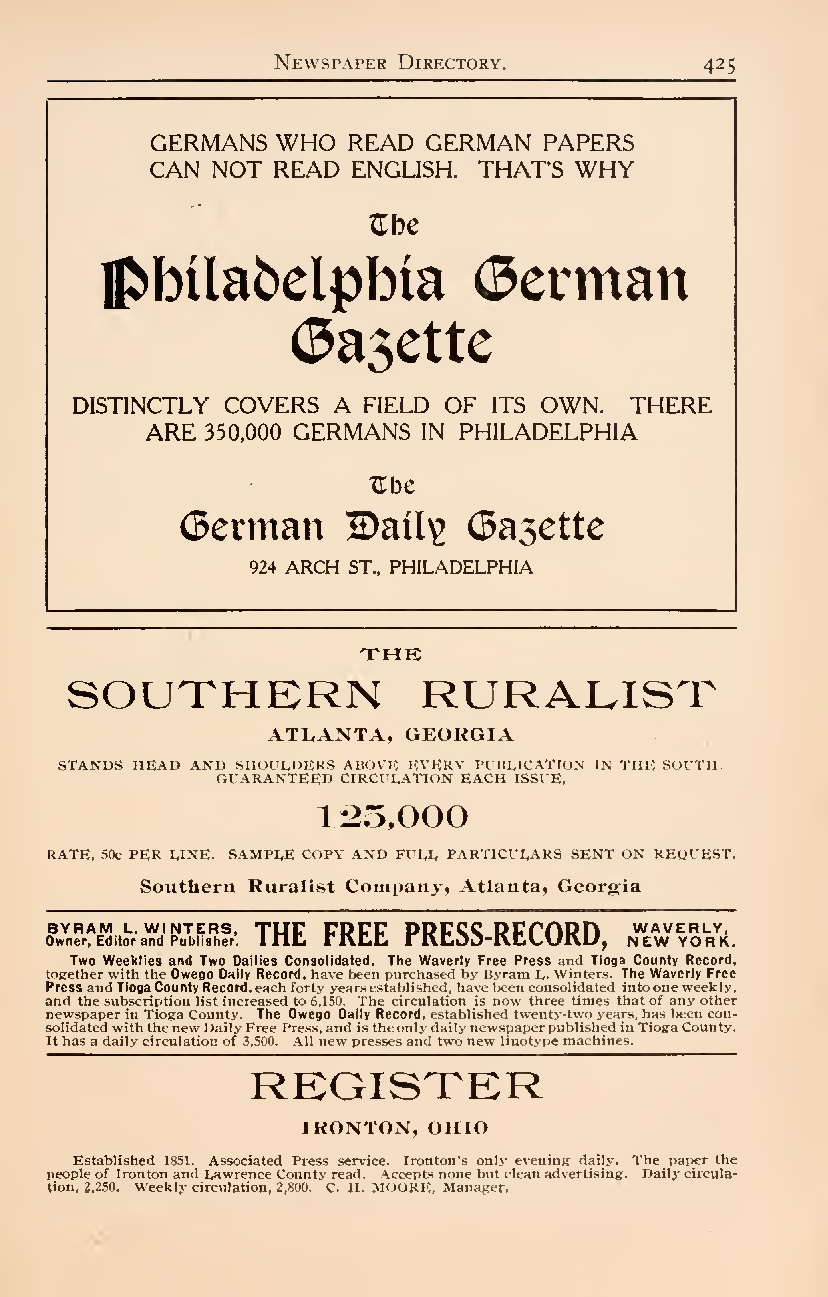 NEWSPAPER DIRECTORY. 425
GERMANS WHO READ GERMAN PAPERS
CAN NOT READ ENGLISH. THAT'S WHY
The
Philadelphia German
Gazette
DISTINCTLY COVERS A FIELD OF ITS OWN. THERE
ARE 350,000 GERMANS IN PHILADELPHIA
The
German Daily Gazette
924 ARCH ST., PHILADELPHIA
THE
SOUTHERN RURALIST
ATLANTA, GEORGIA
STANDS HEAD AND SHOULDERS ABOVE EVERY PUBLICATION IN THE SOUTH.
GUARANTEED CIRCULATION EACH ISSUE,
125,000
RATE, 50c PER LINE. SAMPLE COPY AND FULL PARTICULARS SENT ON REQUEST.
Southern Ruralist Company, Atlanta, Georgia
BYRAM L. WINTERS, THE FREE PRESS-RECORD, WAVERLY,
Owner, Editor and Publisher. NEW YORK.
Two Weeklies and Two Dailies Consolidated. The Waverly Free Press and Tioga County Record,
together with the Owego Daily Record, have been purchased by Byram L. Winters. The Waverly Free
Press and Tioga County Record, each forty years established, have been consolidated into one weekly,
and the subscription list increased to 6,150. The circulation is now three times that of any other
newspaper in Tioga County. The Owego Daily Record, established twenty-two years, has been con-
solidated with the new Daily Free Press, and is the only daily newspaper published in Tioga County.
It has a daily circulation of 3,500. All new presses and two new linotype machines.
REGISTER
IRONTON, OHIO
Established 1851. Associated Press service. Ironton's only evening daily. The paper the
people of Ironton and Lawrence County read. Accepts none but clean advertising. Daily circula-
tion, 2,250. Weekly circulation, 2,800. C. H. MOORE, Manager.